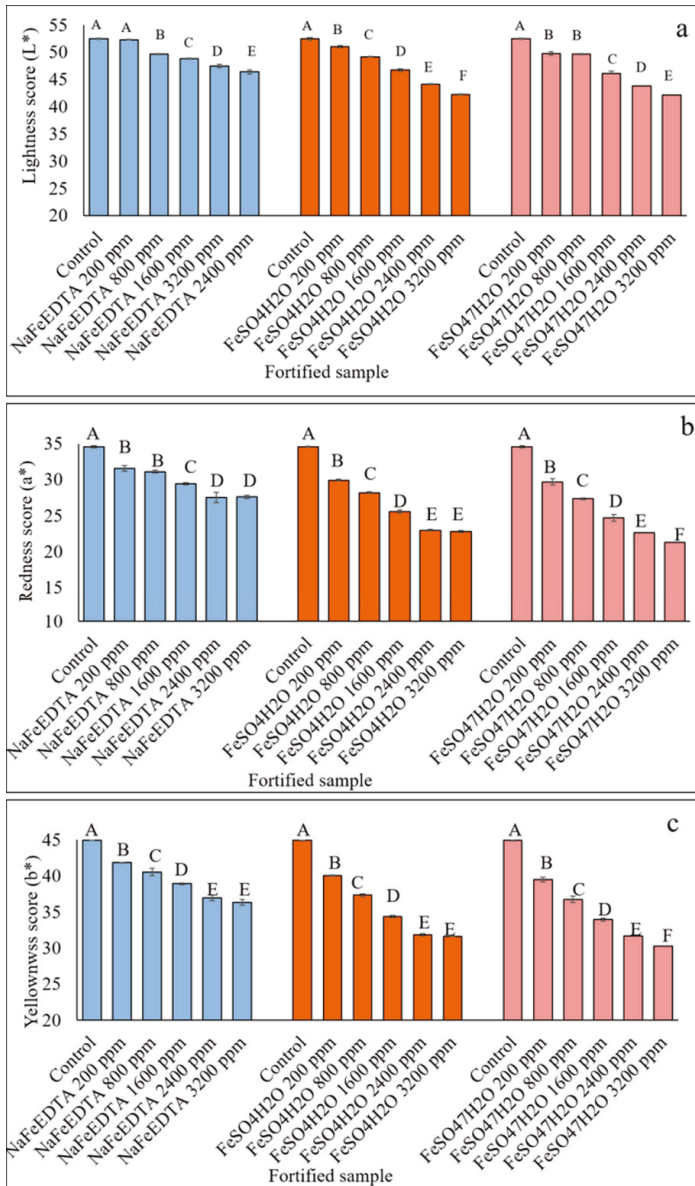 a
Lightness score (L*)
55
50
45
40
35
30
25
20
A A B C D E
A B C D E F
A B B C D E
Control
NaFeEDTA 200 ppm
NaFeEDTA 800 ppm
NaFeEDTA 1600 ppm
NaFeEDTA 3200 ppm
NaFeEDTA 2400 ppm
Control
FeSO4H2O 200 ppm
FeSO4H2O 800 ppm
FeSO4H2O 1600 ppm
FeSO4H2O 2400 ppm
FeSO4H2O 3200 ppm
Control
FeSO47H2O 200 ppm
FeSO47H2O 800 ppm
FeSO47H2O 1600 ppm
FeSO47H2O 2400 ppm
FeSO47H2O 3200 ppm
Fortified sample
b
Redness score (a*)
35
30
25
20
15
10
A B B C D D
A B C D E E
A B C D E F
Control
NaFeEDTA 200 ppm
NaFeEDTA 800 ppm
NaFeEDTA 1600 ppm
NaFeEDTA 2400 ppm
NaFeEDTA 3200 ppm
Control
FeSO4H2O 200 ppm
FeSO4H2O 800 ppm
FeSO4H2O 1600 ppm
FeSO4H2O 2400 ppm
FeSO4H2O 3200 ppm
Control
FeSO47H2O 200 ppm
FeSO47H2O 800 ppm
FeSO47H2O 1600 ppm
FeSO47H2O 2400 ppm
FeSO47H2O 3200 ppm
Fortified sample
c
Yellownwss score (b*)
45
40
35
30
25
20
A B C D E E
A B C D E E
A B C D E F
Control
NaFeEDTA 200 ppm
NaFeEDTA 800 ppm
NaFeEDTA 1600 ppm
NaFeEDTA 2400 ppm
NaFeEDTA 3200 ppm
Control
FeSO4H2O 200 ppm
FeSO4H2O 800 ppm
FeSO4H2O 1600 ppm
FeSO4H2O 2400 ppm
FeSO4H2O 3200 ppm
Control
FeSO47H2O 200 ppm
FeSO47H2O 800 ppm
FeSO47H2O 1600 ppm
FeSO47H2O 2400 ppm
FeSO47H2O 3200 ppm
Fortified sample